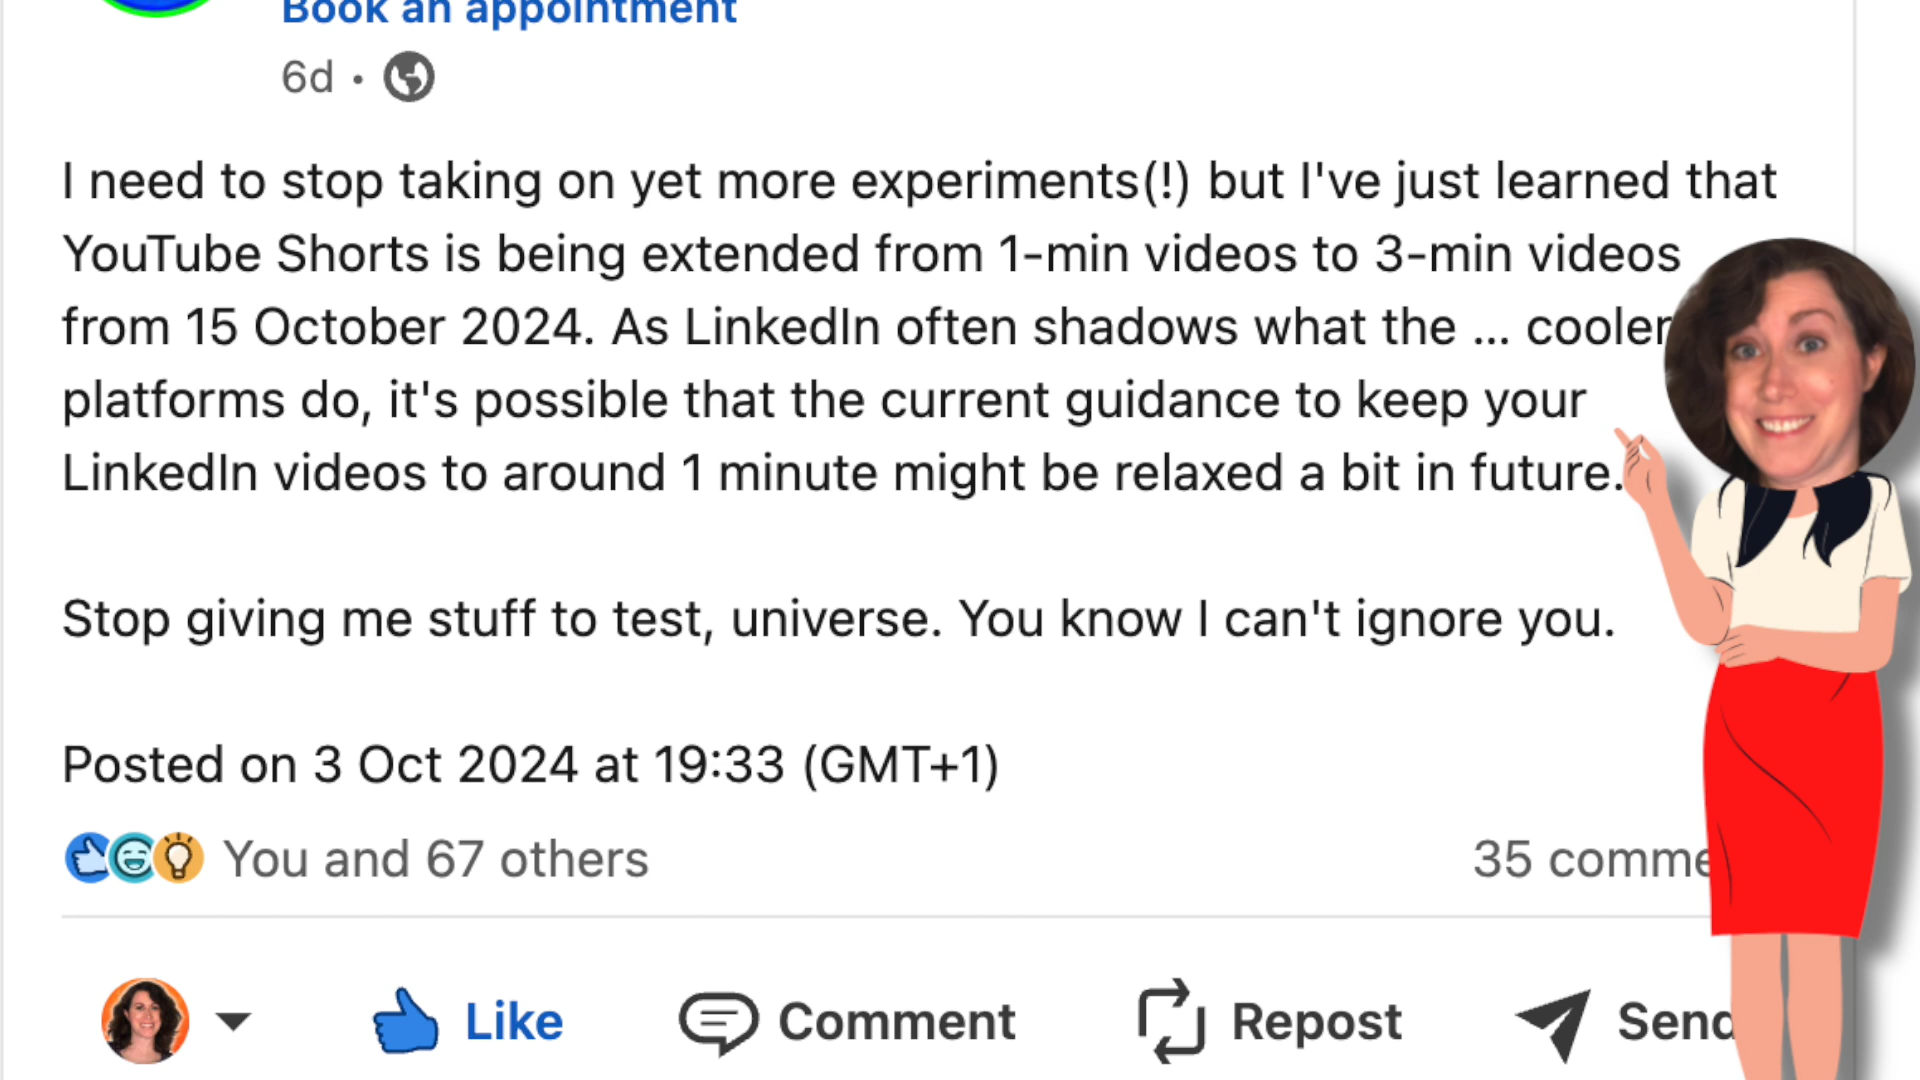 Book an appointment
6d •
I need to stop taking on yet more experiments(!) but I've just learned that
YouTube Shorts is being extended from 1-min videos to 3-min videos
from 15 October 2024. As LinkedIn often shadows what the ... cooler
platforms do, it's possible that the current guidance to keep your
LinkedIn videos to around 1 minute might be relaxed a bit in future.
Stop giving me stuff to test, universe. You know I can't ignore you.
Posted on 3 Oct 2024 at 19:33 (GMT+1)
You and 67 others 35 comme
Like Comment Repost Send